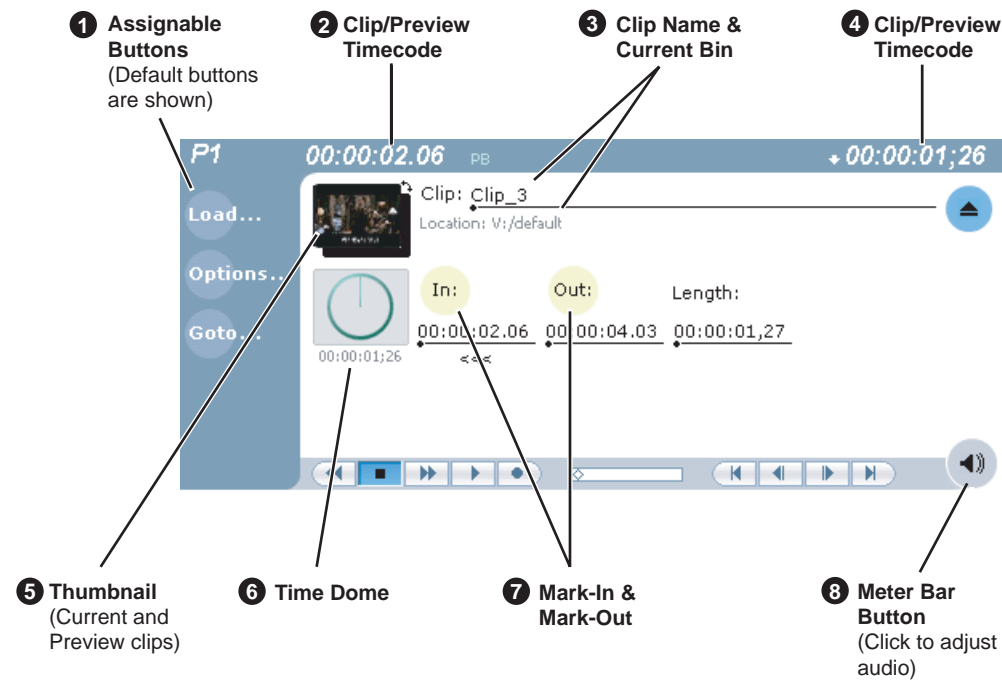 1 Assignable
Buttons
(Default buttons
are shown)
2 Clip/Preview
Timecode
3 Clip Name &
Current Bin
4 Clip/Preview
Timecode
P1
00:00:02.06 PB
00:00:01;26
Load...
Options..
Goto...
Clip: Clip_3
Location: V:/default
In:
Out:
Length:
00:00:02.06
00:00:04.03
00:00:01,27
00:00:01;26
<<<
5 Thumbnail
(Current and
Preview clips)
6 Time Dome
7 Mark-In &
Mark-Out
8 Meter Bar
Button
(Click to adjust
audio)